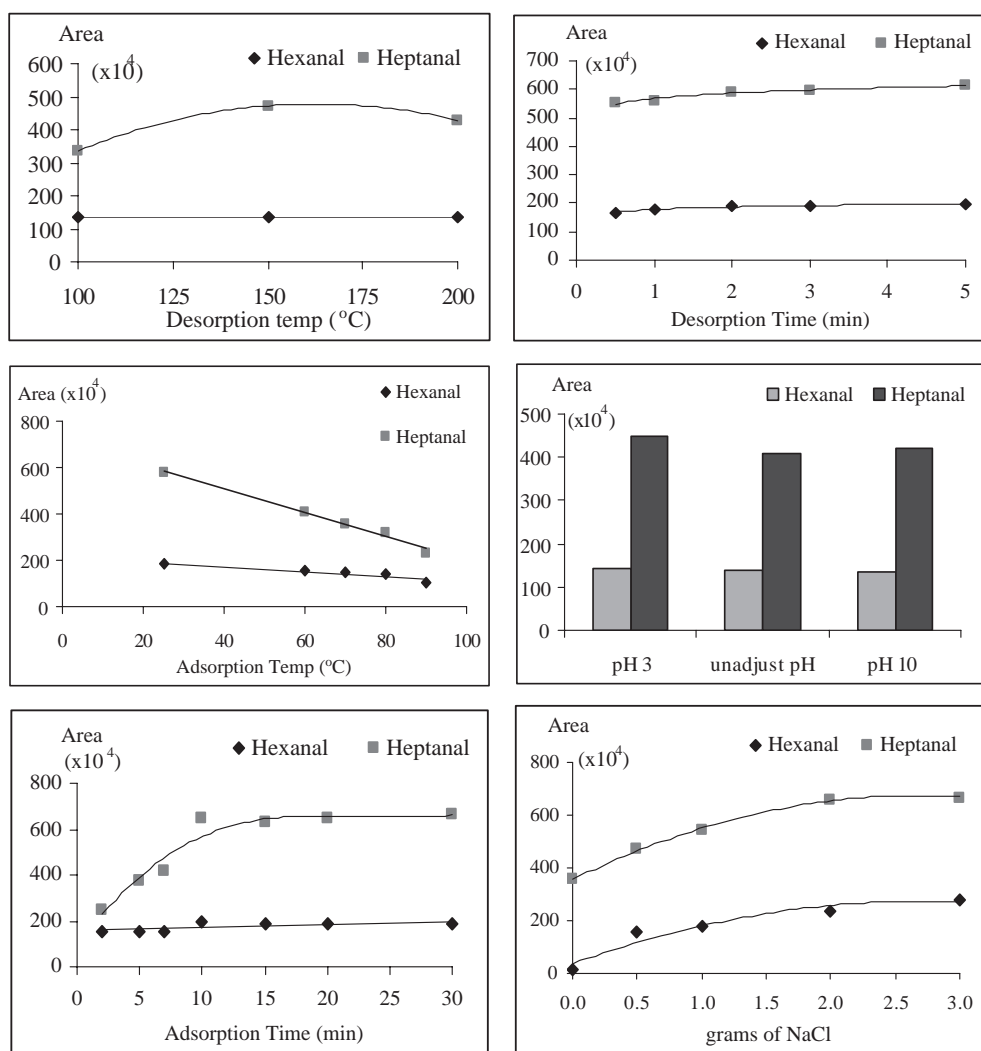 Area
(x10⁴)
Hexanal Heptanal
600
500
400
300
200
100
0
100 125 150 175 200
Desorption temp (°C)
Area
(x10⁴)
Hexanal Heptanal
700
600
500
400
300
200
100
0
0 1 2 3 4 5
Desorption Time (min)
Area (x10⁴)
Hexanal
Heptanal
800
600
400
200
0
0 20 40 60 80 100
Adsorption Temp (°C)
Area
(x10⁴)
Hexanal Heptanal
500
400
300
200
100
0
pH 3 unadjust pH pH 10
Area
(x10⁴)
Hexanal Heptanal
800
600
400
200
0
0 5 10 15 20 25 30
Adsorption Time (min)
Area
(x10⁴)
Hexanal Heptanal
800
600
400
200
0
0.0 0.5 1.0 1.5 2.0 2.5 3.0
grams of NaCl